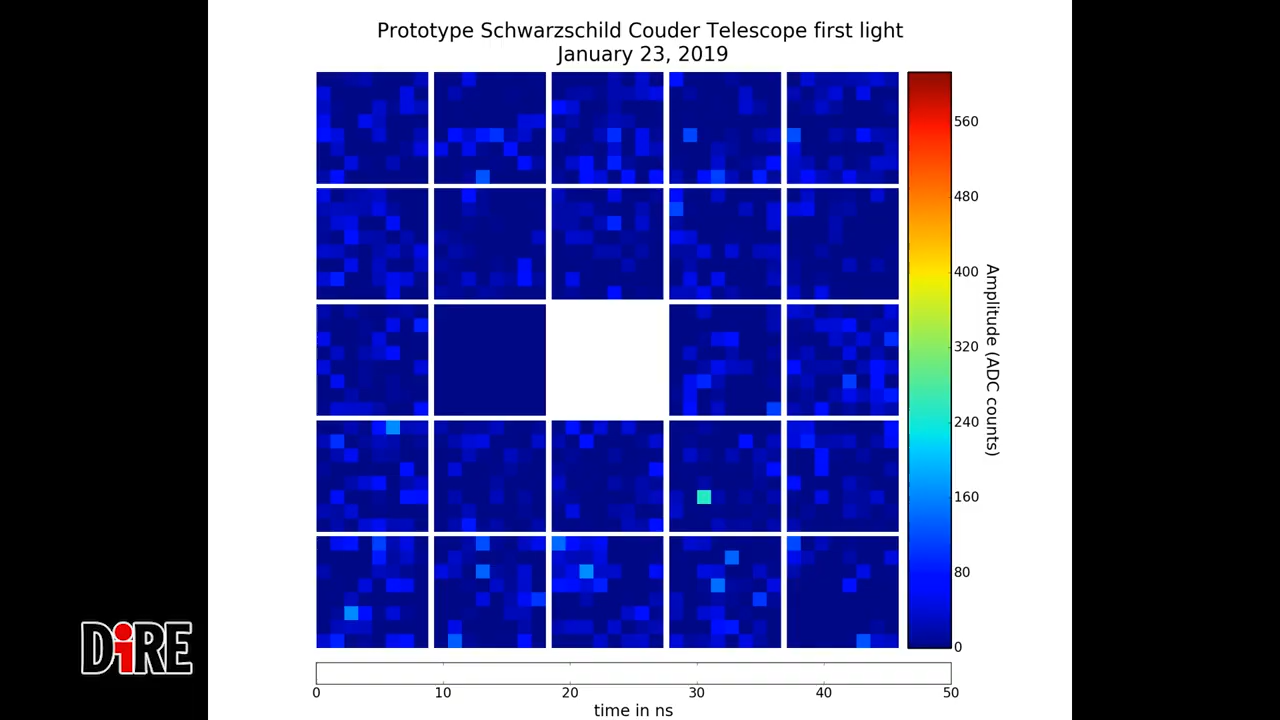 Prototype Schwarzschild Couder Telescope first light
January 23, 2019
560
480
400
320
240
160
80
0
Amplitude (ADC counts)
DiRE
0 10 20 30 40 50
time in ns